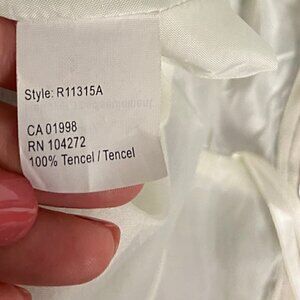 Style: R11315A
CA 01998
RN 104272
100% Tencel / Tencel